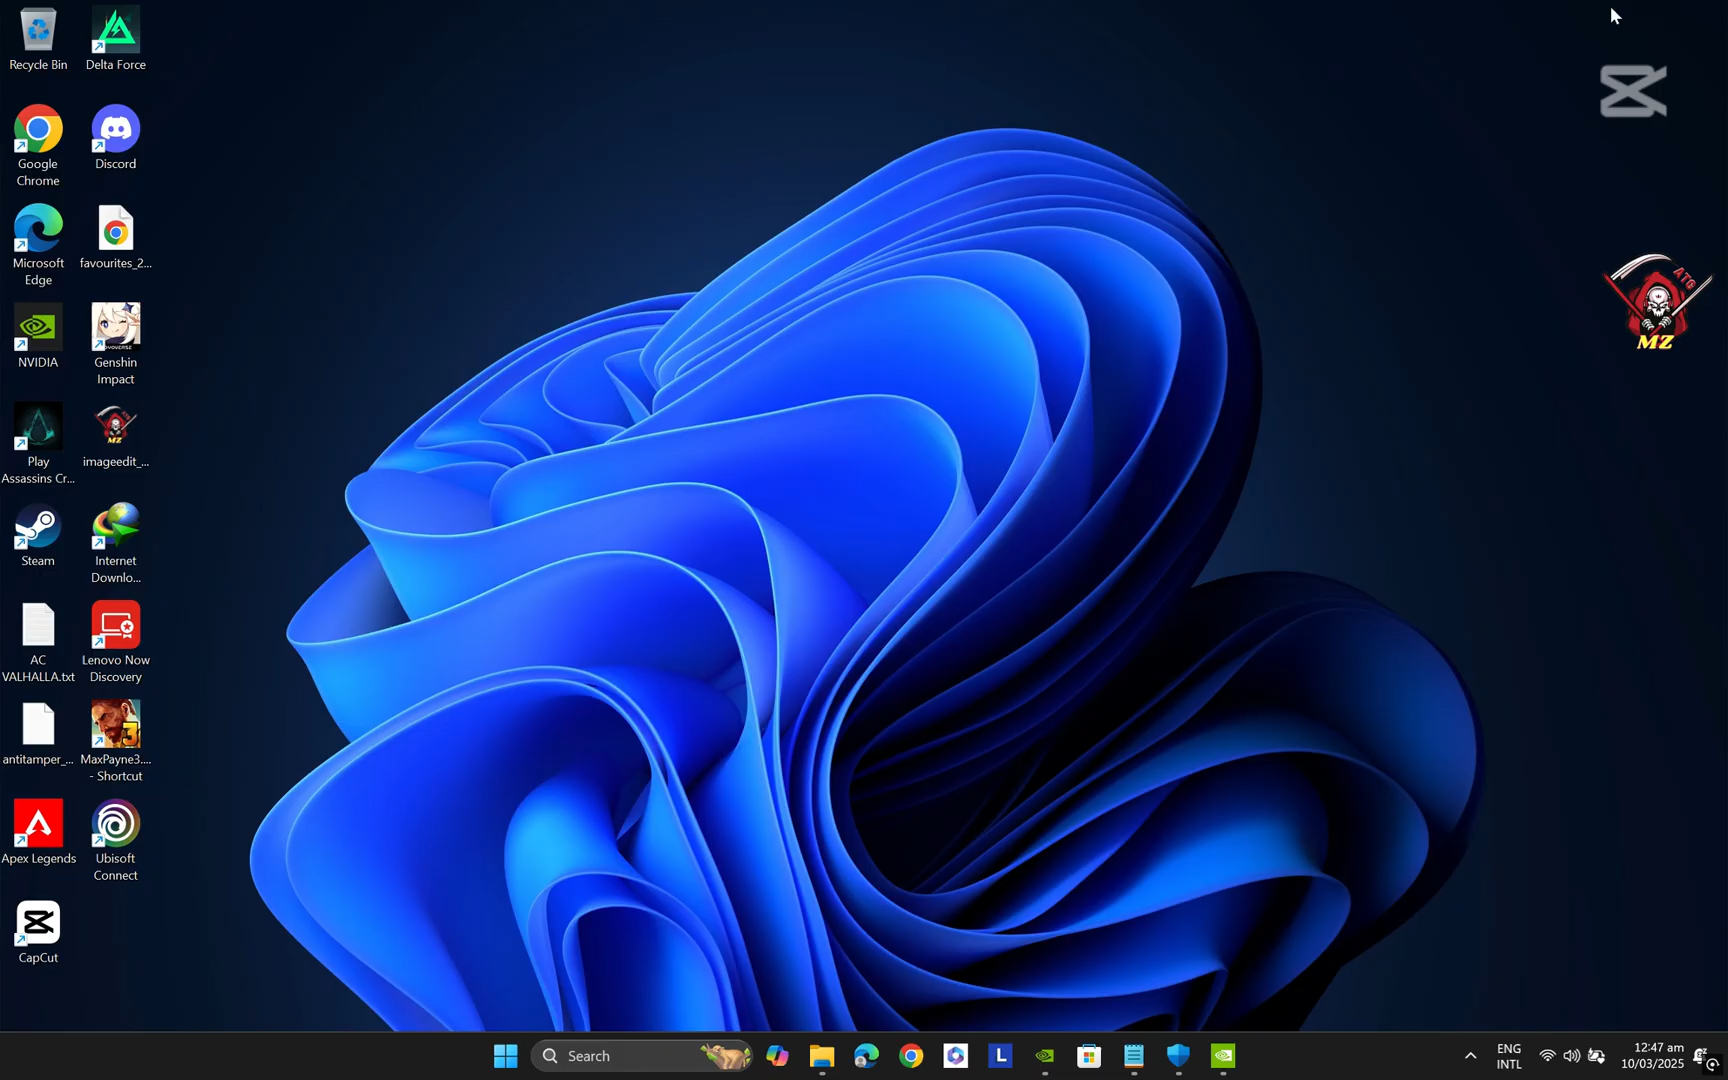 Recycle Bin
Delta Force
Google
Chrome
Discord
Microsoft
Edge
favourites_2...
NVIDIA
Genshin
Impact
Play
Assassins Cr...
imageedit_...
Steam
Internet
Downlo...
AC
VALHALLA.txt
Lenovo Now
Discovery
antitamper_...
MaxPayne3....
- Shortcut
Apex Legends
Ubisoft
Connect
CapCut
ATG
MZ
Search
L
ENG
INTL
12:47 am
10/03/2025